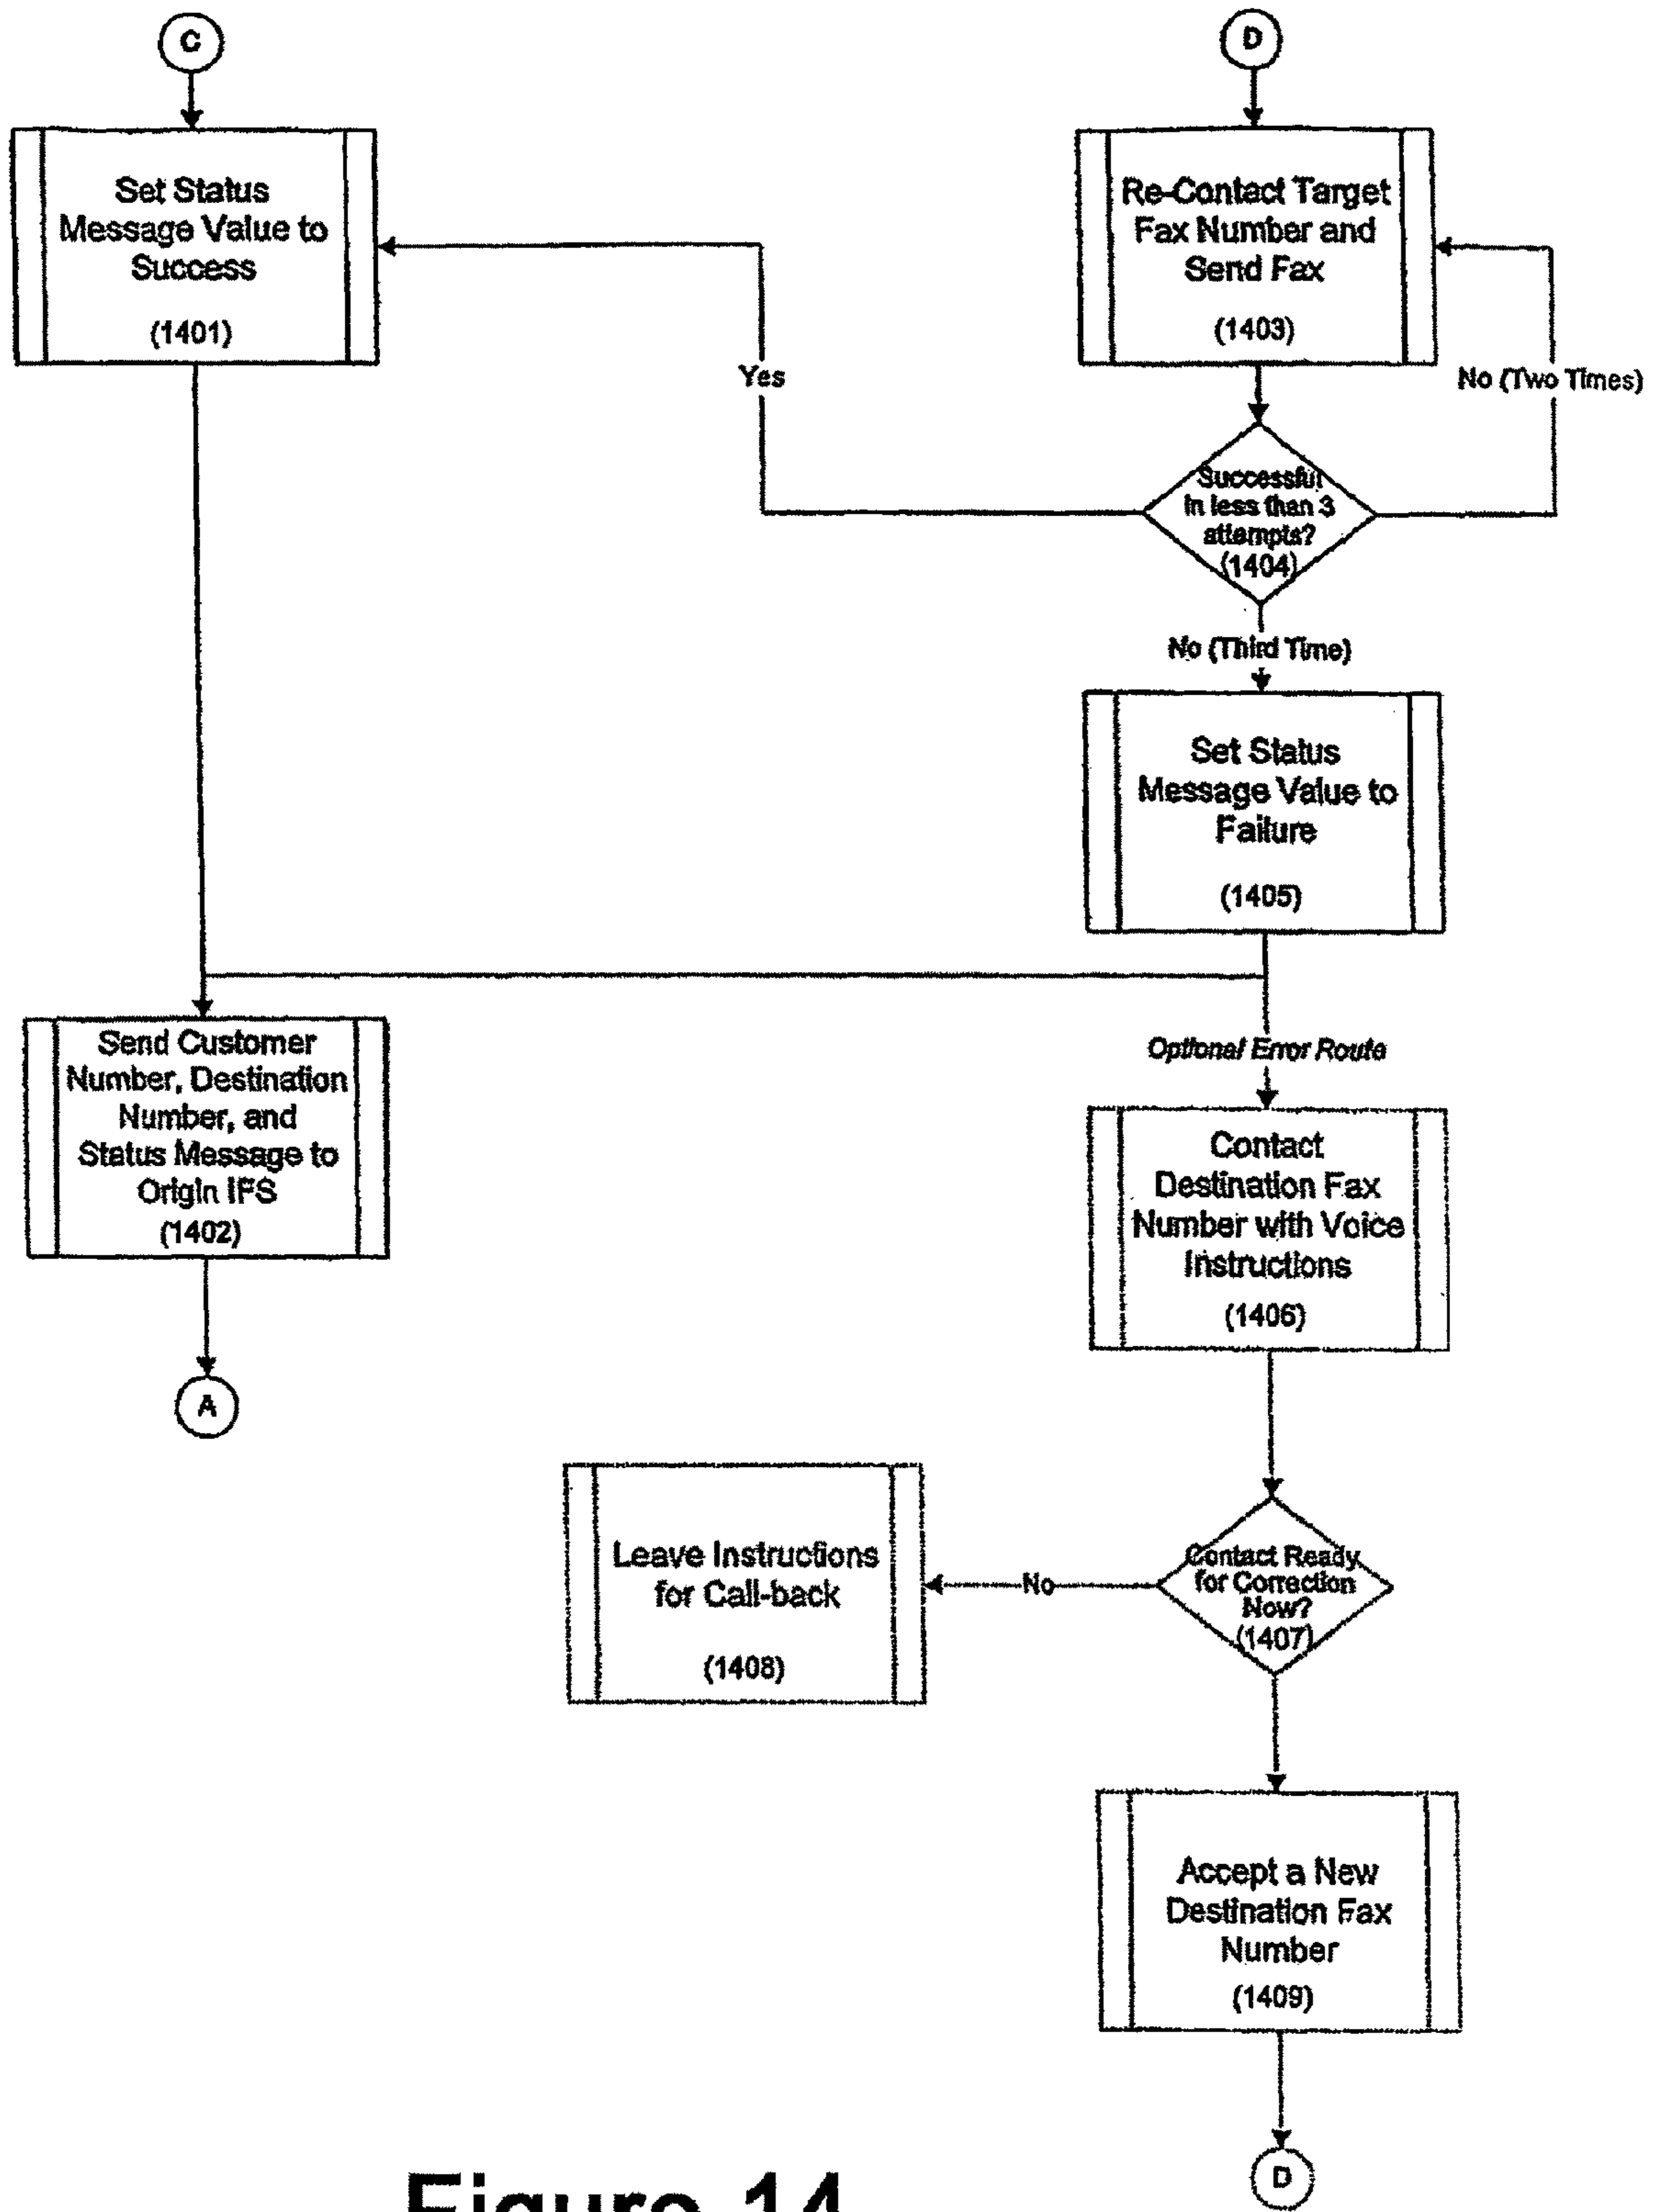 C
D
Set Status
Message Value to
Success
(1401)
Re-Contact Target
Fax Number and
Send Fax
(1403)
Yes
No (Two Times)
Successful
in less than 3
attempts?
(1404)
No (Third Time)
Set Status
Message Value to
Failure
(1405)
Send Customer
Number, Destination
Number, and
Status Message to
Origin IFS
(1402)
Optional Error Route
Contact
Destination Fax
Number with Voice
Instructions
(1406)
A
Leave Instructions
for Call-back
(1408)
No
Contact Ready
for Correction
Now?
(1407)
Accept a New
Destination Fax
Number
(1409)
D
Figure 14